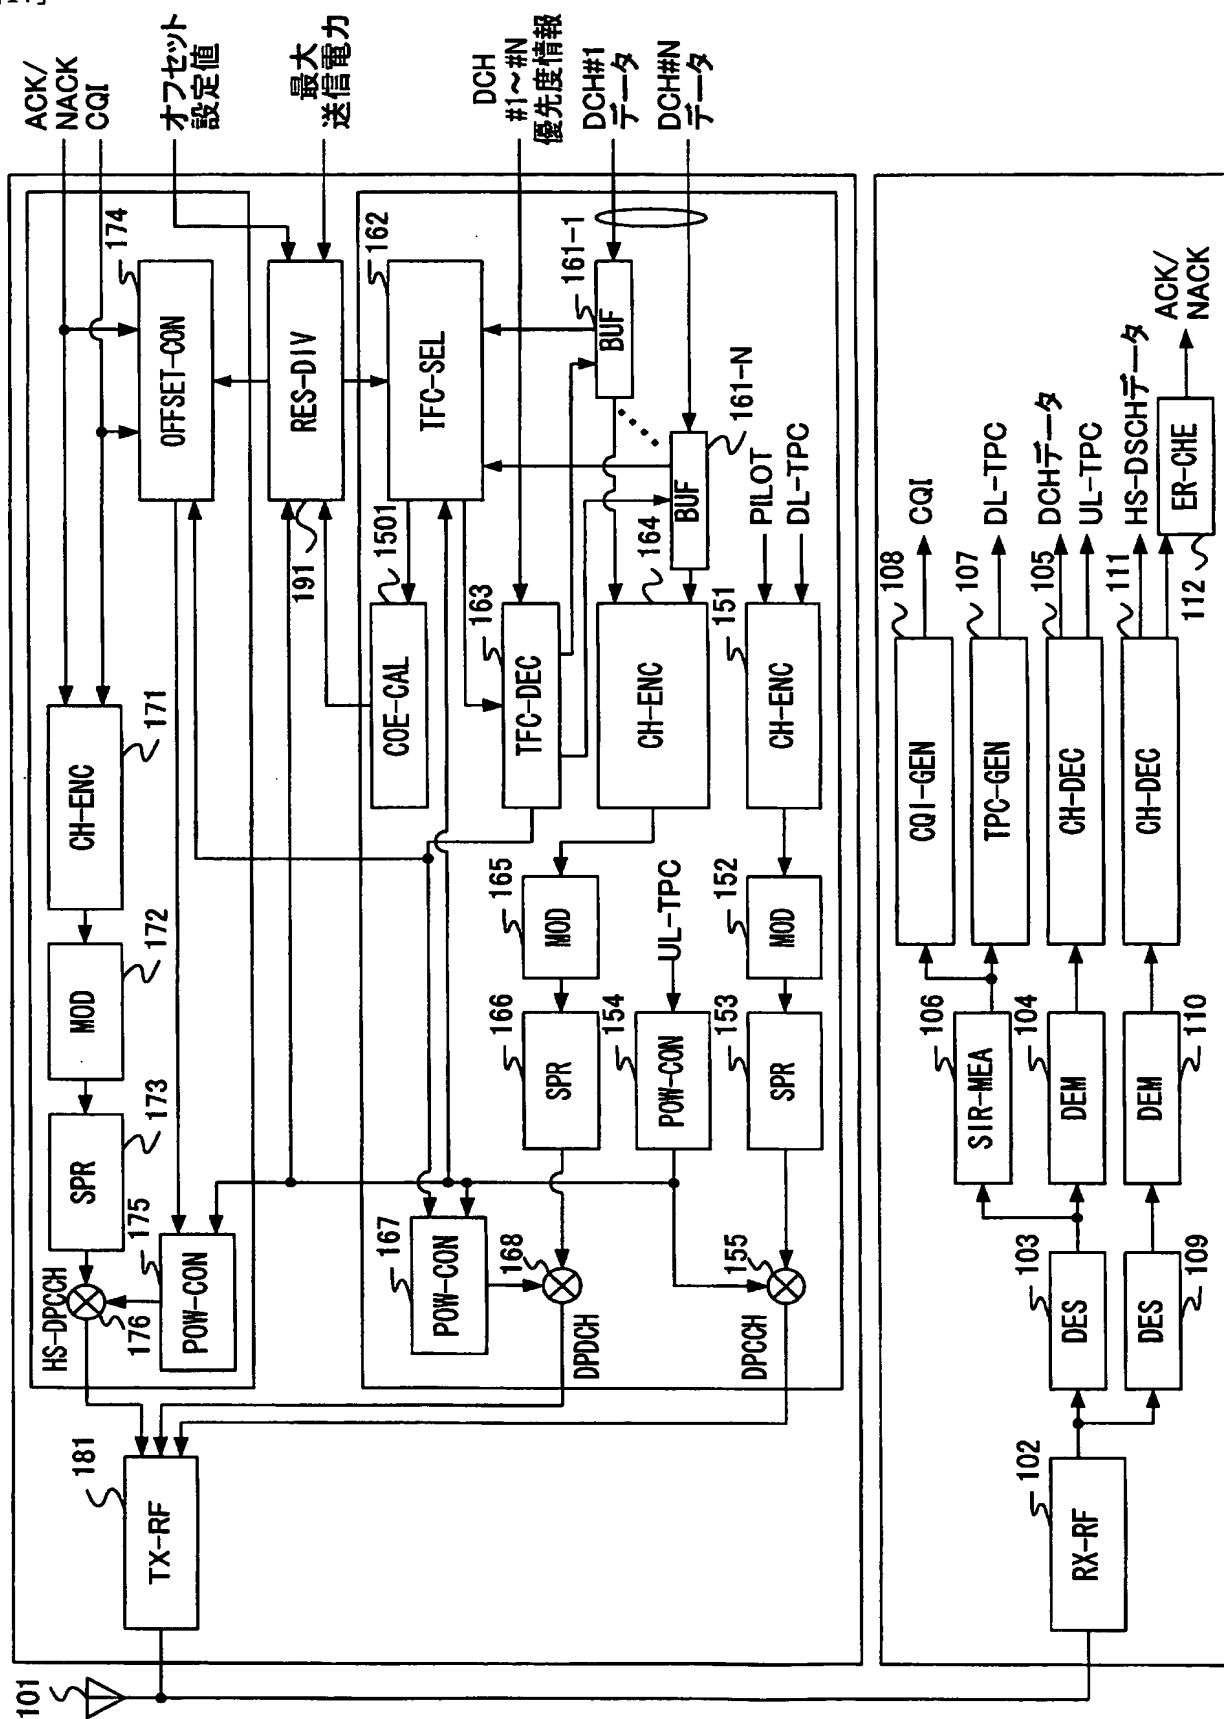 ACK/
NACK
CQI
オフセット
設定値
最大
送信電力
DCH
#1～#N
優先度情報
DCH#1
データ
DCH#N
データ
174
OFFSET-CON
RES-DIV
191
162
TFC-SEL
161-1
BUF
161-N
BUF
171
CH-ENC
1501
COE-CAL
163
TFC-DEC
164
CH-ENC
PILOT
DL-TPC
151
CH-ENC
172
MOD
165
MOD
UL-TPC
152
MOD
173
SPR
166
SPR
154
POW-CON
153
SPR
HS-DPCCH
176
175
POW-CON
167
POW-CON
168
DPDCH
155
DPCCH
181
TX-RF
101
102
RX-RF
103
DES
109
DES
106
SIR-MEA
104
DEM
110
DEM
108
CQI-GEN
CQI
107
TPC-GEN
DL-TPC
105
CH-DEC
DCHデータ
UL-TPC
111
CH-DEC
HS-DSCHデータ
112
ER-CHE
ACK/
NACK